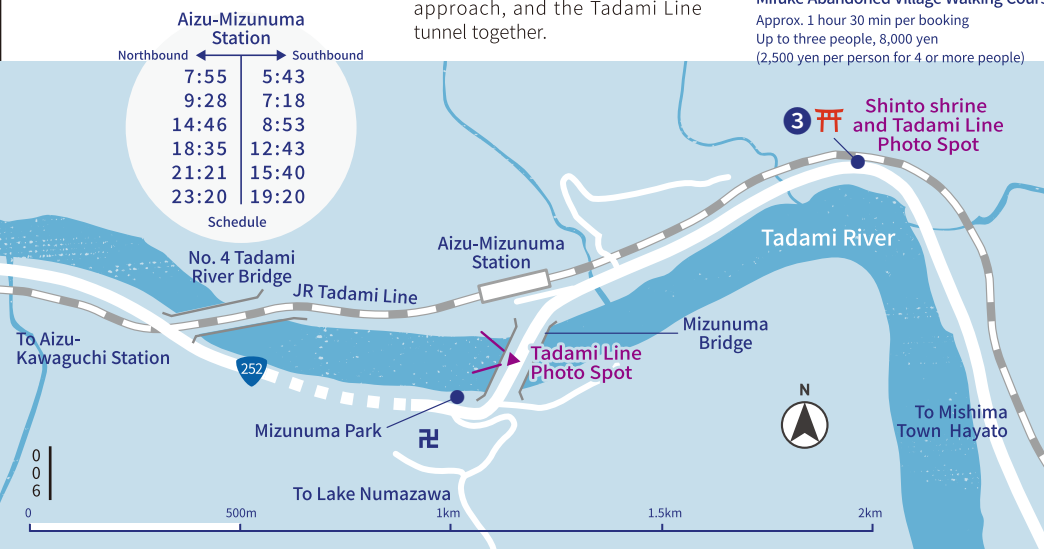 approach, and the Tadami Line
tunnel together.
Approx. 1 hour 30 min per booking
Up to three people, 8,000 yen
(2,500 yen per person for 4 or more people)
Aizu-Mizunuma
Station
Northbound Southbound
7:55 5:43
9:28 7:18
14:46 8:53
18:35 12:43
21:21 15:40
23:20 19:20
Schedule
3
Shinto shrine
and Tadami Line
Photo Spot
Tadami River
No. 4 Tadami
River Bridge
Aizu-Mizunuma
Station
JR Tadami Line
To Aizu-
Kawaguchi Station
252
Mizunuma
Bridge
Tadami Line
Photo Spot
N
Mizunuma Park
卍
To Mishima
Town Hayato
To Lake Numazawa
006
0 500m 1km 1.5km 2km